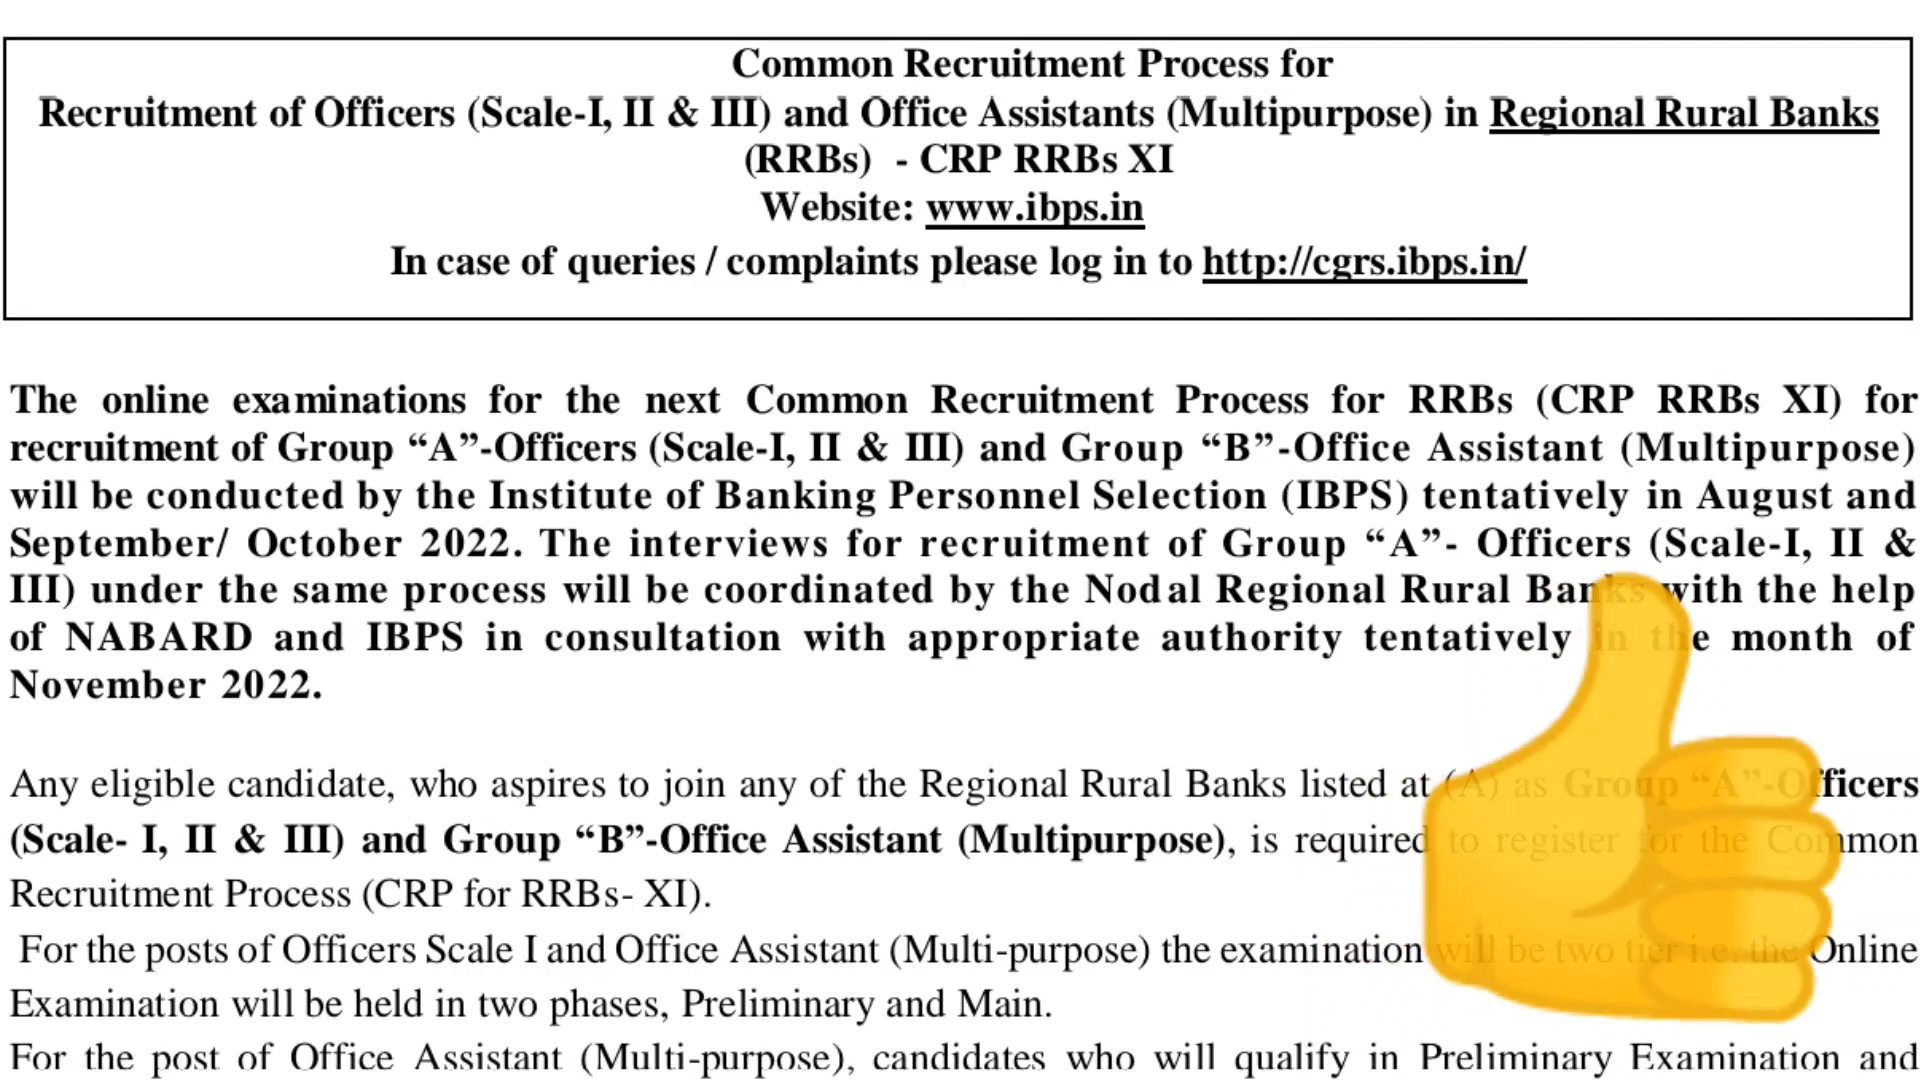 Common Recruitment Process for
Recruitment of Officers (Scale-I, II & III) and Office Assistants (Multipurpose) in Regional Rural Banks
(RRBs) - CRP RRBs XI
Website: www.ibps.in
In case of queries / complaints please log in to http://cgrs.ibps.in/
The online examinations for the next Common Recruitment Process for RRBs (CRP RRBs XI) for
recruitment of Group “A”-Officers (Scale-I, II & III) and Group “B”-Office Assistant (Multipurpose)
will be conducted by the Institute of Banking Personnel Selection (IBPS) tentatively in August and
September/ October 2022. The interviews for recruitment of Group “A”- Officers (Scale-I, II &
III) under the same process will be coordinated by the Nodal Regional Rural Banks with the help
of NABARD and IBPS in consultation with appropriate authority tentatively in the month of
November 2022.
Any eligible candidate, who aspires to join any of the Regional Rural Banks listed at (A) as Group “A”-Officers
(Scale- I, II & III) and Group “B”-Office Assistant (Multipurpose), is required to register for the Common
Recruitment Process (CRP for RRBs- XI).
For the posts of Officers Scale I and Office Assistant (Multi-purpose) the examination will be two tier i.e. the Online
Examination will be held in two phases, Preliminary and Main.
For the post of Office Assistant (Multi-purpose), candidates who will qualify in Preliminary Examination and